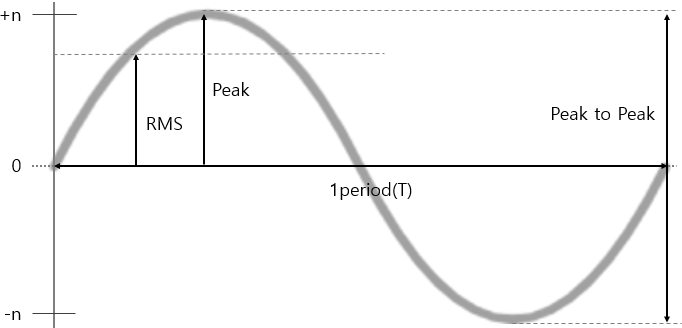 +n
Peak
Peak to Peak
RMS
0
1period(T)
-n